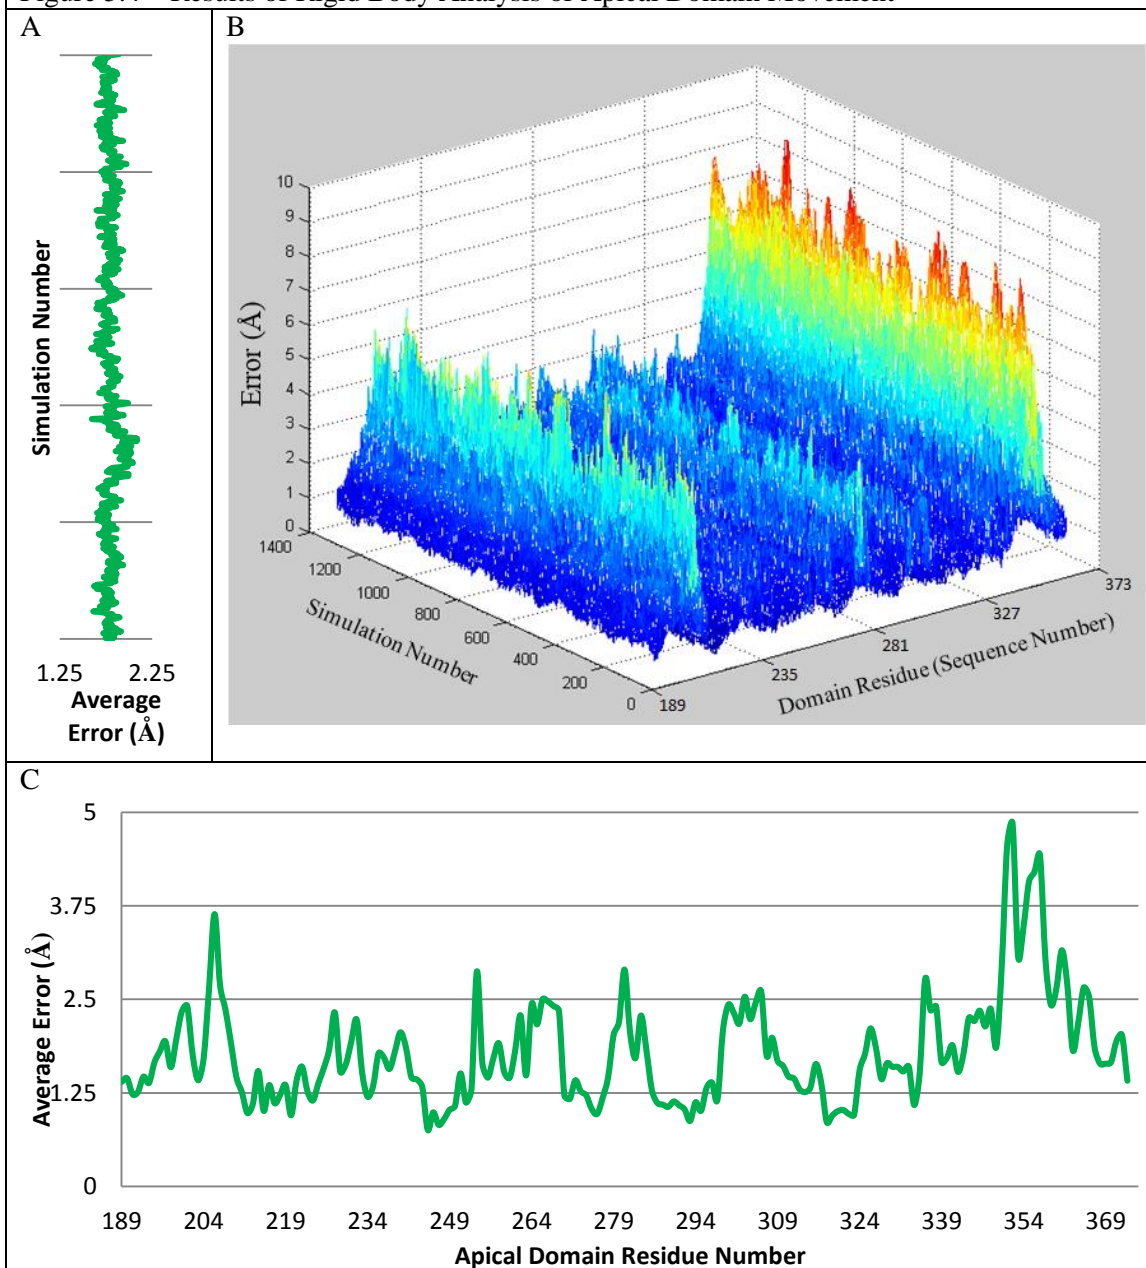 A
B
Simulation Number
1.25 2.25
Average
Error (Å)
10
9
8
7
6
5
4
3
2
1
0
Error (Å)
1400
1200
1000
800
600
400
200
0
Simulation Number
189
235
281
327
373
Domain Residue (Sequence Number)
C
5
3.75
2.5
1.25
0
Average Error (Å)
189 204 219 234 249 264 279 294 309 324 339 354 369
Apical Domain Residue Number